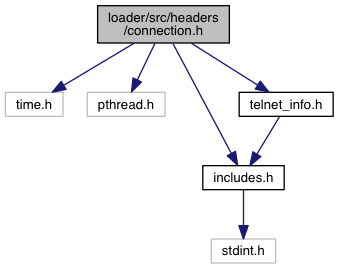 loader/src/headers
/connection.h
time.h
pthread.h
telnet_info.h
includes.h
stdint.h